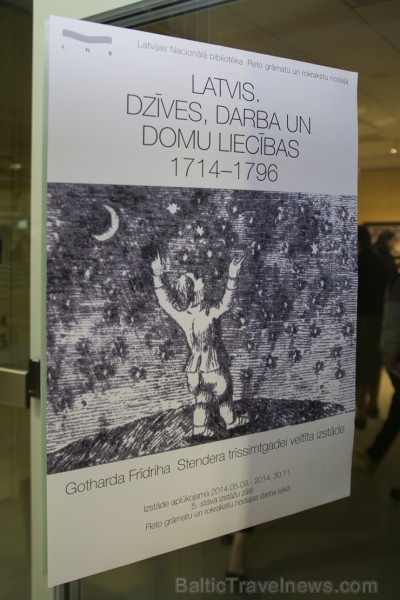 L N B
Latvijas Nacionālā bibliotēka Reto grāmatu un rokrakstu nodaļa
LATVIS.
DZĪVES, DARBA UN
DOMU LIECĪBAS
1714–1796
Gotharda Frīdriha Stendera trīssimtgadei veltīta izstāde
Izstāde aplūkojama 2014.05.09. - 2014. 30.11.
5. stāva izstāžu zālē
Reto grāmatu un rokrakstu nodaļas darba laikā
BalticTravelnews.com